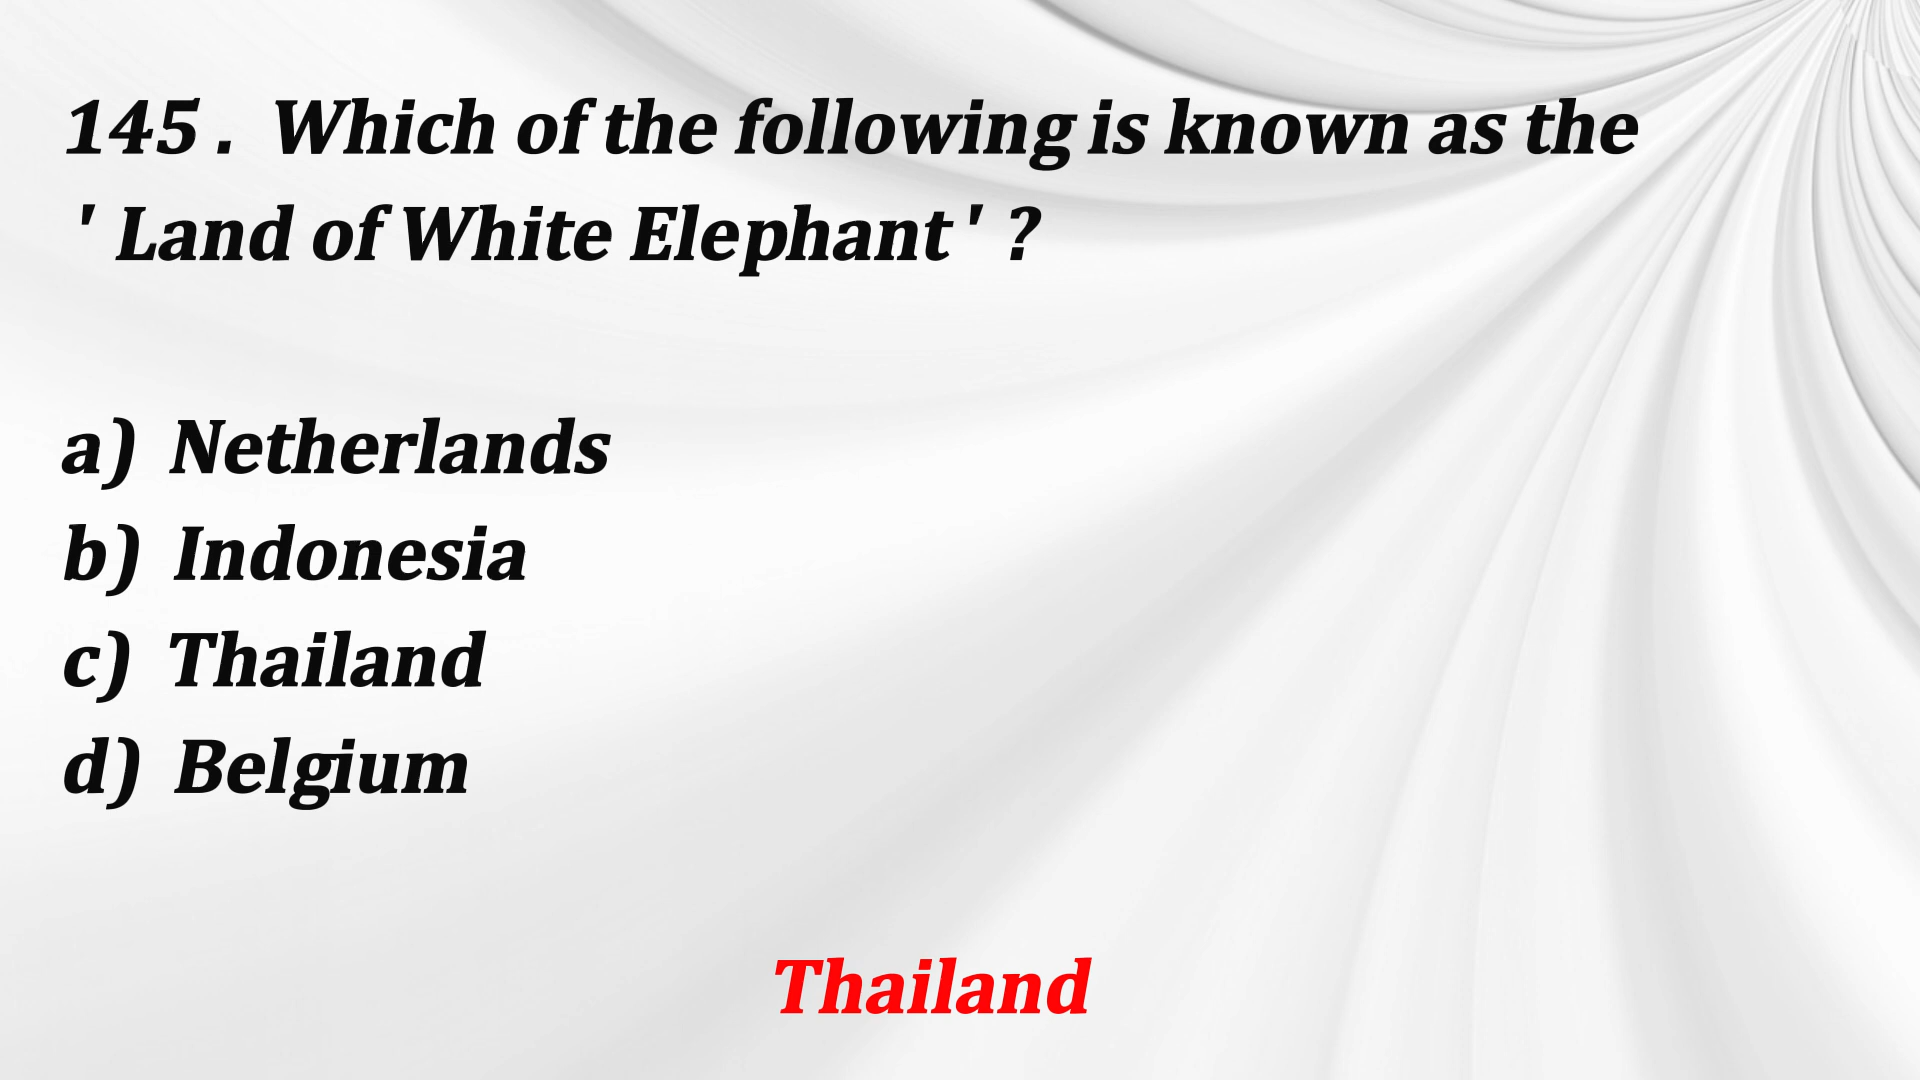 145 . Which of the following is known as the
' Land of White Elephant ' ?
a) Netherlands
b) Indonesia
c) Thailand
d) Belgium
Thailand